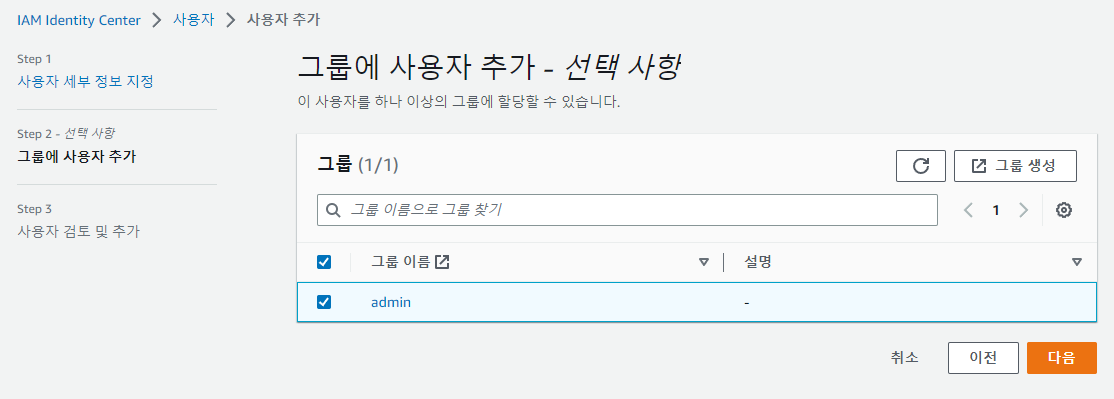 IAM Identity Center > 사용자 > 사용자 추가
Step 1
사용자 세부 정보 지정
Step 2 - 선택 사항
그룹에 사용자 추가
Step 3
사용자 검토 및 추가
그룹에 사용자 추가 - 선택 사항
이 사용자를 하나 이상의 그룹에 할당할 수 있습니다.
그룹 (1/1)
그룹 생성
그룹 이름으로 그룹 찾기
1
그룹 이름 설명
admin -
취소 이전 다음